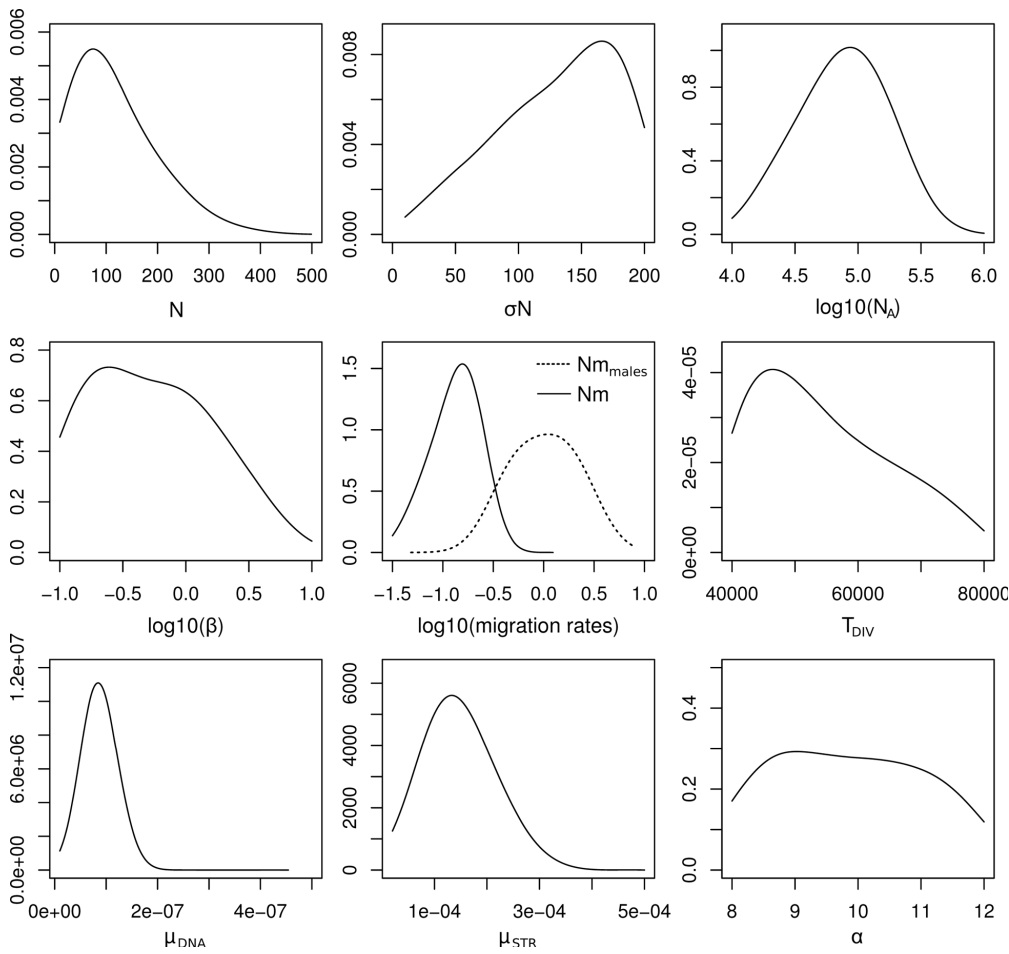 0.000 0.002 0.004 0.006
0 100 200 300 400 500
N
0.000 0.004 0.008
0 50 100 150 200
σN
0.0 0.4 0.8
4.0 4.5 5.0 5.5 6.0
log10(N_A)
0.0 0.2 0.4 0.6 0.8
−1.0 −0.5 0.0 0.5 1.0
log10(β)
0.0 0.5 1.0 1.5
Nm_males
Nm
−1.5 −1.0 −0.5 0.0 0.5 1.0
log10(migration rates)
0e+00 2e−05 4e−05
40000 60000 80000
T_DIV
0.0e+00 6.0e+06 1.2e+07
0e+00 2e−07 4e−07
μ_DNA
0 2000 4000 6000
1e−04 3e−04 5e−04
μ_STR
0.0 0.2 0.4
8 9 10 11 12
α